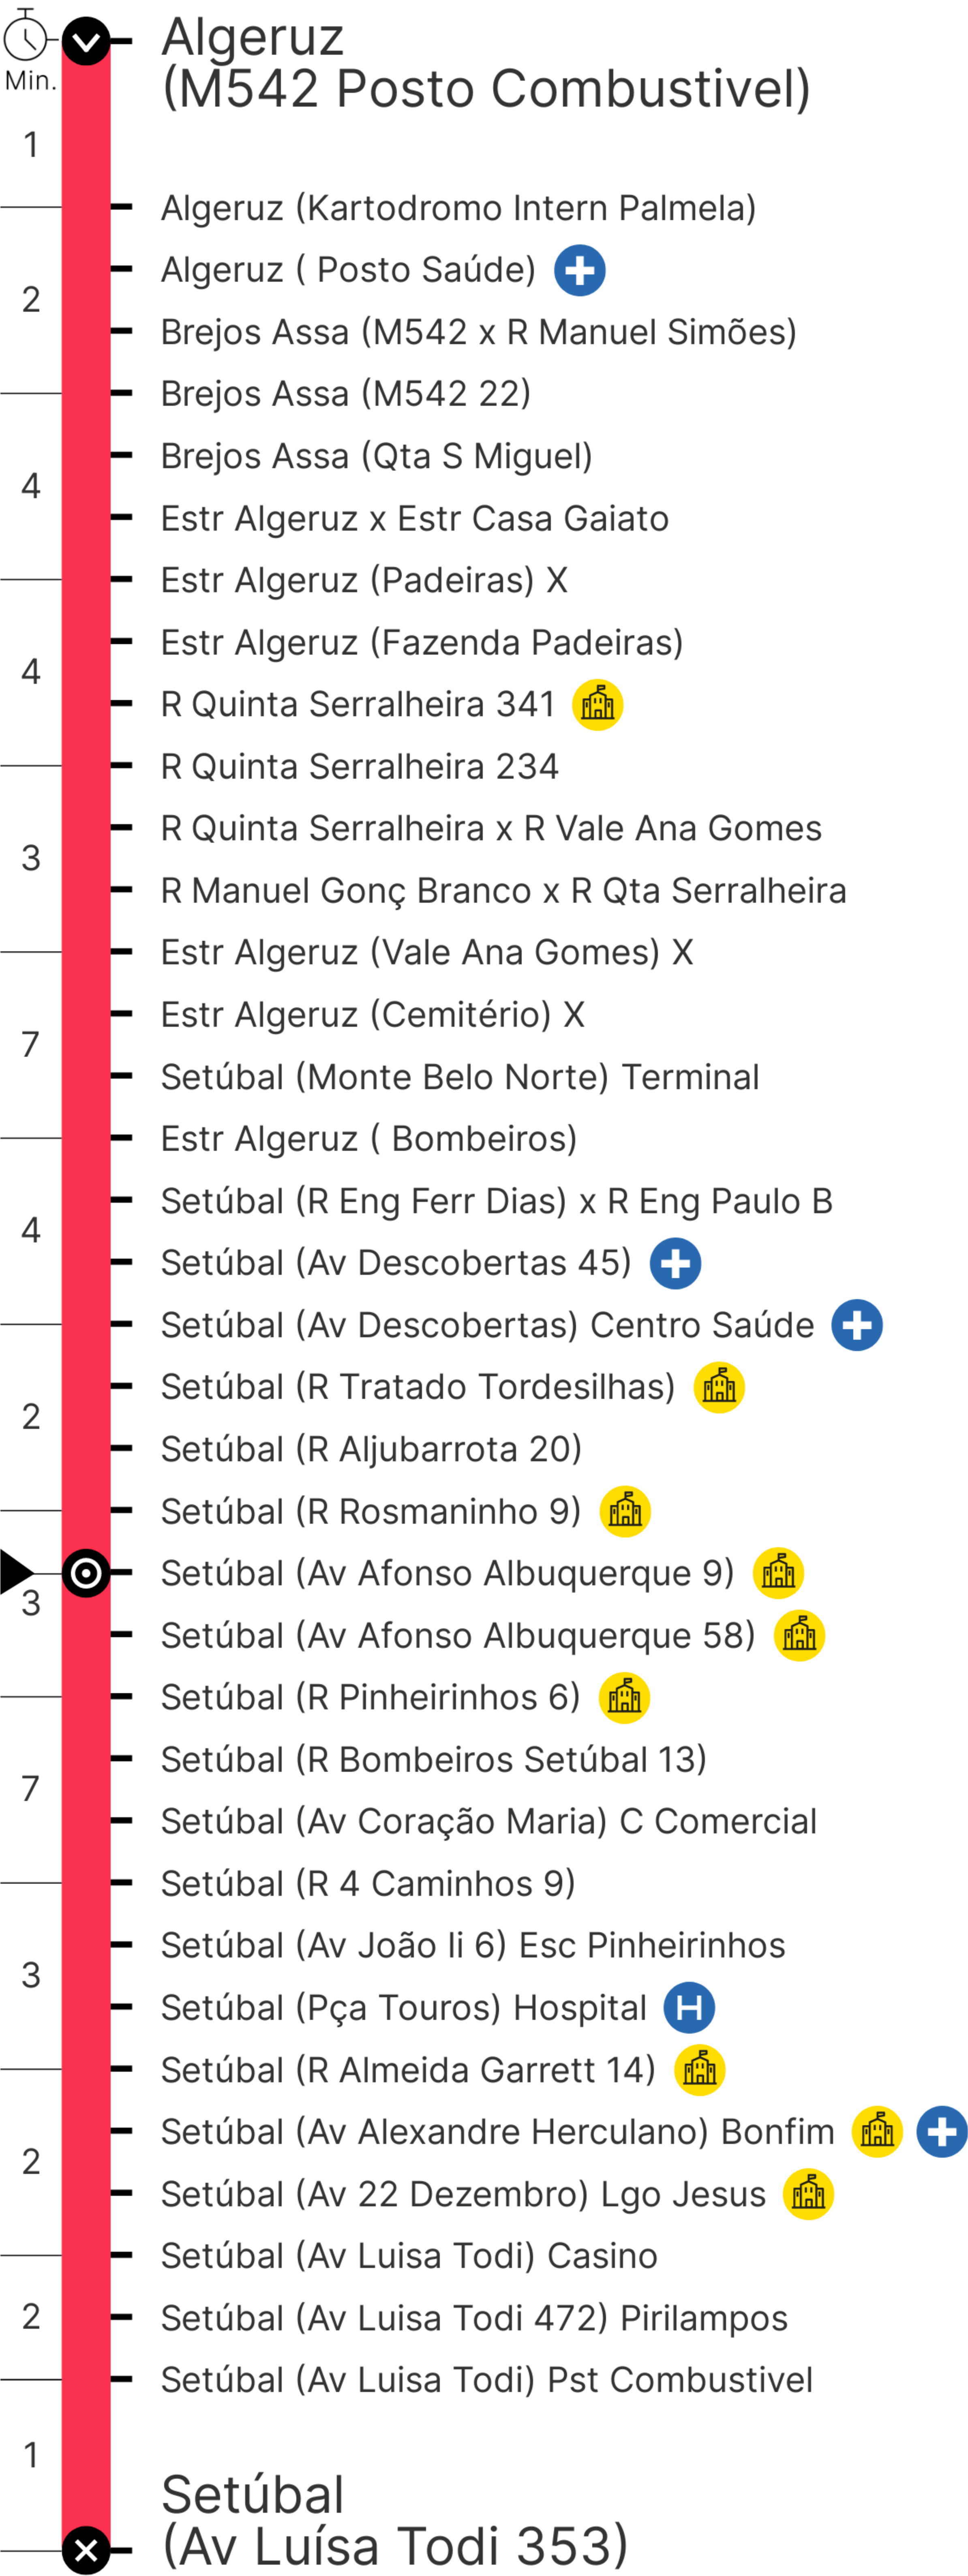 Algeruz
(M542 Posto Combustivel)
Min.
1
Algeruz (Kartodromo Intern Palmela)
Algeruz ( Posto Saúde)
2
Brejos Assa (M542 x R Manuel Simões)
Brejos Assa (M542 22)
Brejos Assa (Qta S Miguel)
4
Estr Algeruz x Estr Casa Gaiato
Estr Algeruz (Padeiras) X
Estr Algeruz (Fazenda Padeiras)
4
R Quinta Serralheira 341
R Quinta Serralheira 234
R Quinta Serralheira x R Vale Ana Gomes
3
R Manuel Gonç Branco x R Qta Serralheira
Estr Algeruz (Vale Ana Gomes) X
Estr Algeruz (Cemitério) X
7
Setúbal (Monte Belo Norte) Terminal
Estr Algeruz ( Bombeiros)
Setúbal (R Eng Ferr Dias) x R Eng Paulo B
4
Setúbal (Av Descobertas 45)
Setúbal (Av Descobertas) Centro Saúde
Setúbal (R Tratado Tordesilhas)
2
Setúbal (R Aljubarrota 20)
Setúbal (R Rosmaninho 9)
Setúbal (Av Afonso Albuquerque 9)
3
Setúbal (Av Afonso Albuquerque 58)
Setúbal (R Pinheirinhos 6)
Setúbal (R Bombeiros Setúbal 13)
7
Setúbal (Av Coração Maria) C Comercial
Setúbal (R 4 Caminhos 9)
Setúbal (Av João Ii 6) Esc Pinheirinhos
3
Setúbal (Pça Touros) Hospital H
Setúbal (R Almeida Garrett 14)
Setúbal (Av Alexandre Herculano) Bonfim
2
Setúbal (Av 22 Dezembro) Lgo Jesus
Setúbal (Av Luisa Todi) Casino
2
Setúbal (Av Luisa Todi 472) Pirilampos
Setúbal (Av Luisa Todi) Pst Combustivel
1
Setúbal
(Av Luísa Todi 353)